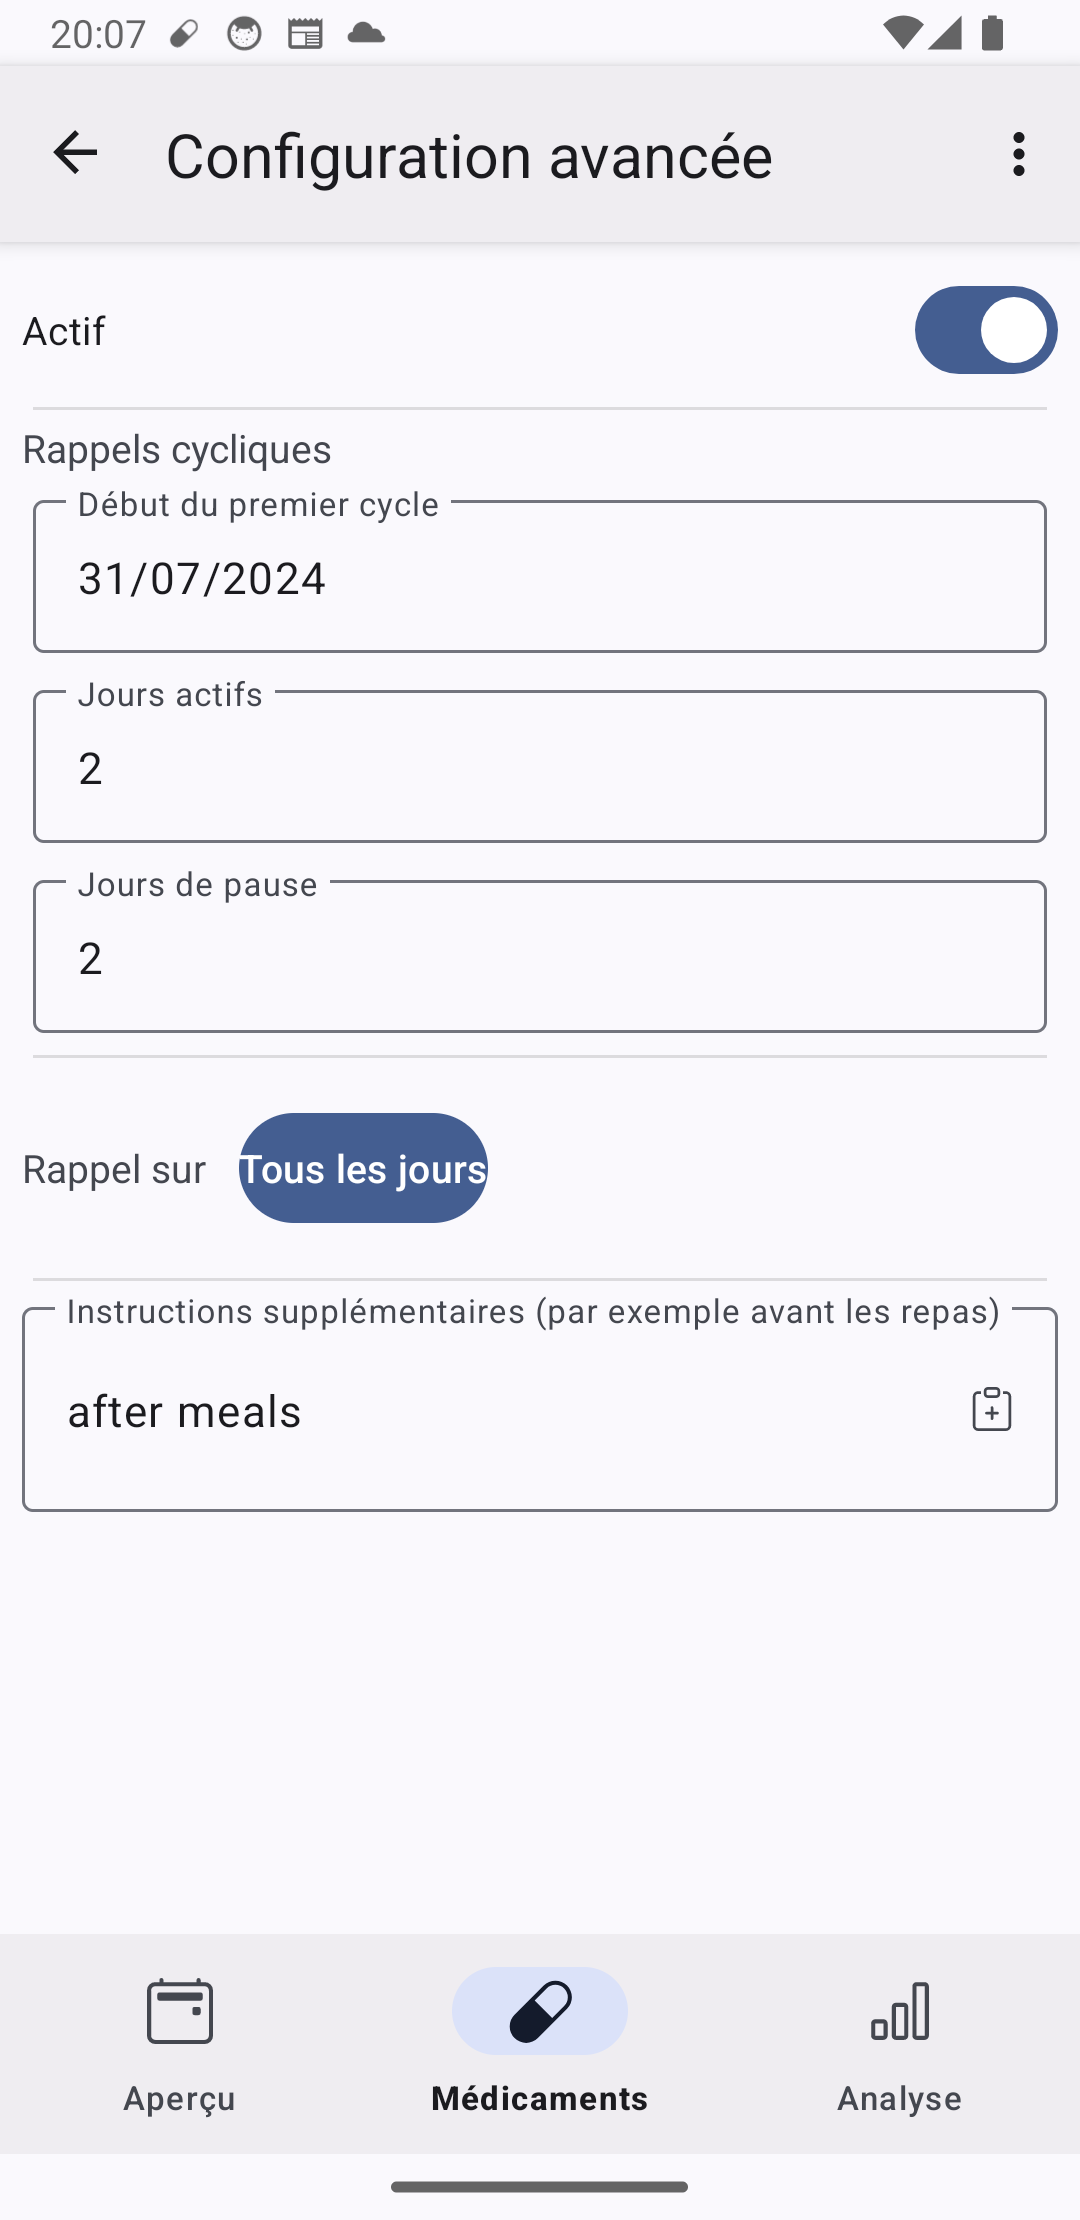 20:07
Configuration avancée
Actif
Rappels cycliques
Début du premier cycle
31/07/2024
Jours actifs
2
Jours de pause
2
Rappel sur
Tous les jours
Instructions supplémentaires (par exemple avant les repas)
after meals
Aperçu
Médicaments
Analyse